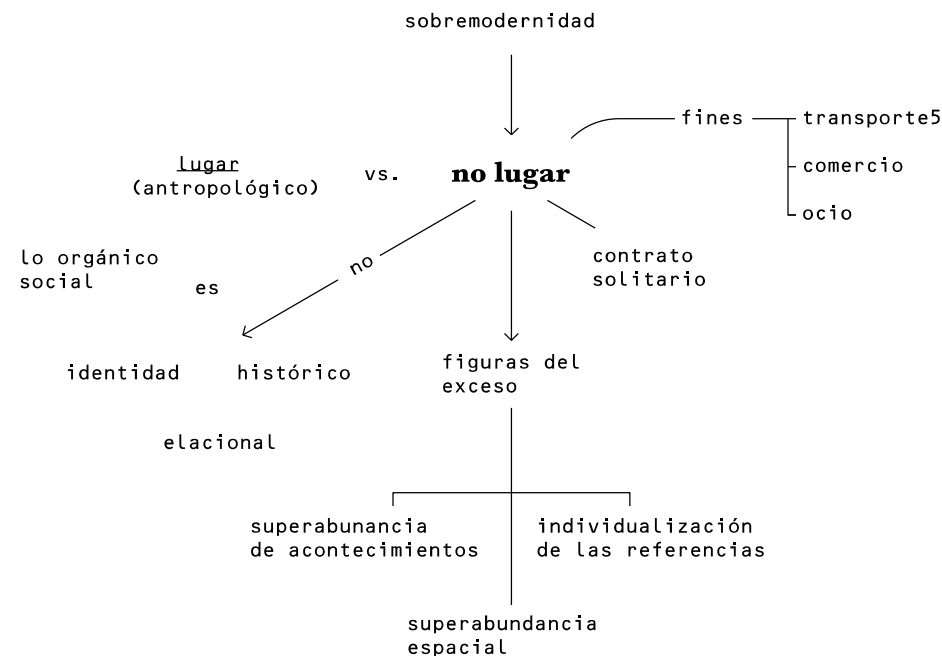 sobremodernidad
fines
transporte5
comercio
ocio
lugar
(antropológico)
vs.
no lugar
lo orgánico
social
es
no
contrato
solitario
identidad
histórico
elacional
figuras del
exceso
superabunancia
de acontecimientos
individualización
de las referencias
superabundancia
espacial